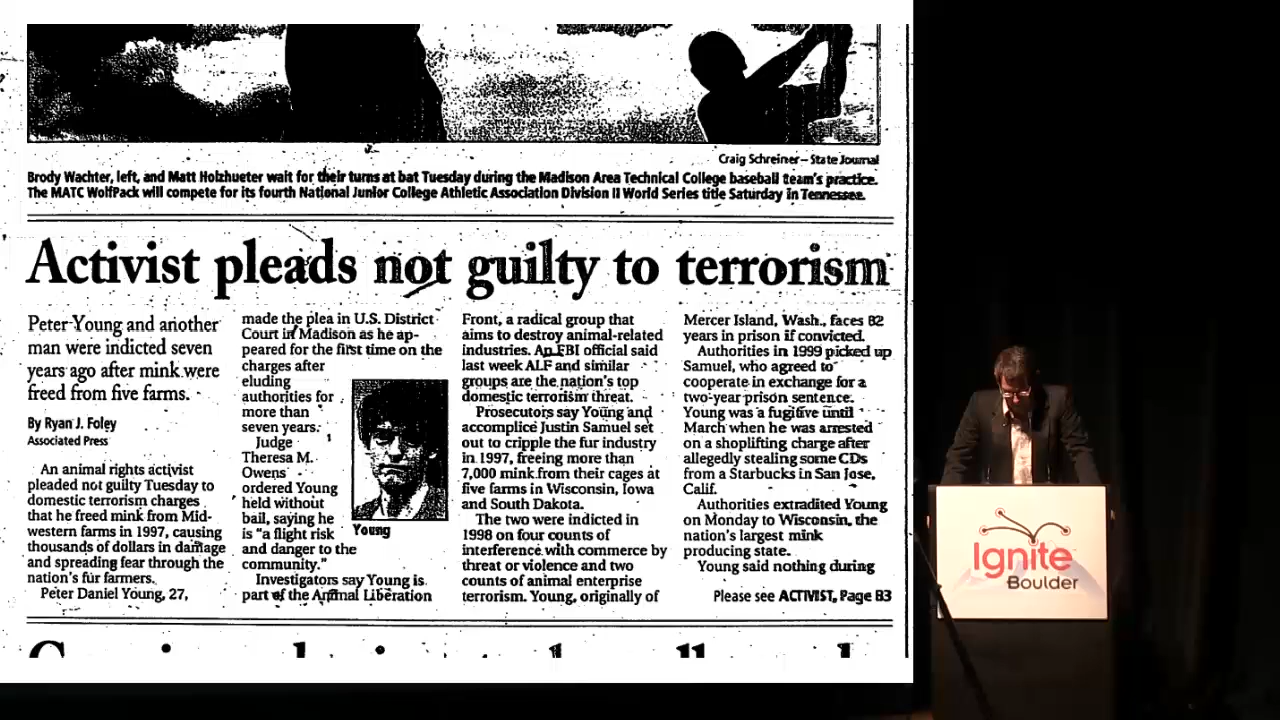 Craig Schreiner – State Journal
Brody Wachter, left, and Matt Holzhueter wait for their turns at bat Tuesday during the Madison Area Technical College baseball team's practice.
The MATC WolfPack will compete for its fourth National Junior College Athletic Association Division II World Series title Saturday in Tennessee.
Activist pleads not guilty to terrorism
Peter Young and another
man were indicted seven
years ago after mink were
freed from five farms.
By Ryan J. Foley
Associated Press
An animal rights activist
pleaded not guilty Tuesday to
domestic terrorism charges
that he freed mink from Mid-
western farms in 1997, causing
thousands of dollars in damage
and spreading fear through the
nation's fur farmers.
Peter Daniel Young, 27,
made the plea in U.S. District
Court in Madison as he ap-
peared for the first time on the
charges after
eluding
authorities for
more than
seven years.
Judge
Theresa M.
Owens
ordered Young
held without
bail, saying he
is "a flight risk
and danger to the
community."
Investigators say Young is
part of the Animal Liberation
Young
Front, a radical group that
aims to destroy animal-related
industries. An FBI official said
last week ALF and similar
groups are the nation's top
domestic terrorism threat.
Prosecutors say Young and
accomplice Justin Samuel set
out to cripple the fur industry
in 1997, freeing more than
7,000 mink from their cages at
five farms in Wisconsin, Iowa
and South Dakota.
The two were indicted in
1998 on four counts of
interference with commerce by
threat or violence and two
counts of animal enterprise
terrorism. Young, originally of
Mercer Island, Wash., faces 82
years in prison if convicted.
Authorities in 1999 picked up
Samuel, who agreed to
cooperate in exchange for a
two-year prison sentence.
Young was a fugitive until
March when he was arrested
on a shoplifting charge after
allegedly stealing some CDs
from a Starbucks in San Jose,
Calif.
Authorities extradited Young
on Monday to Wisconsin, the
nation's largest mink
producing state.
Young said nothing during
Please see ACTIVIST, Page B3
Ignite
Boulder